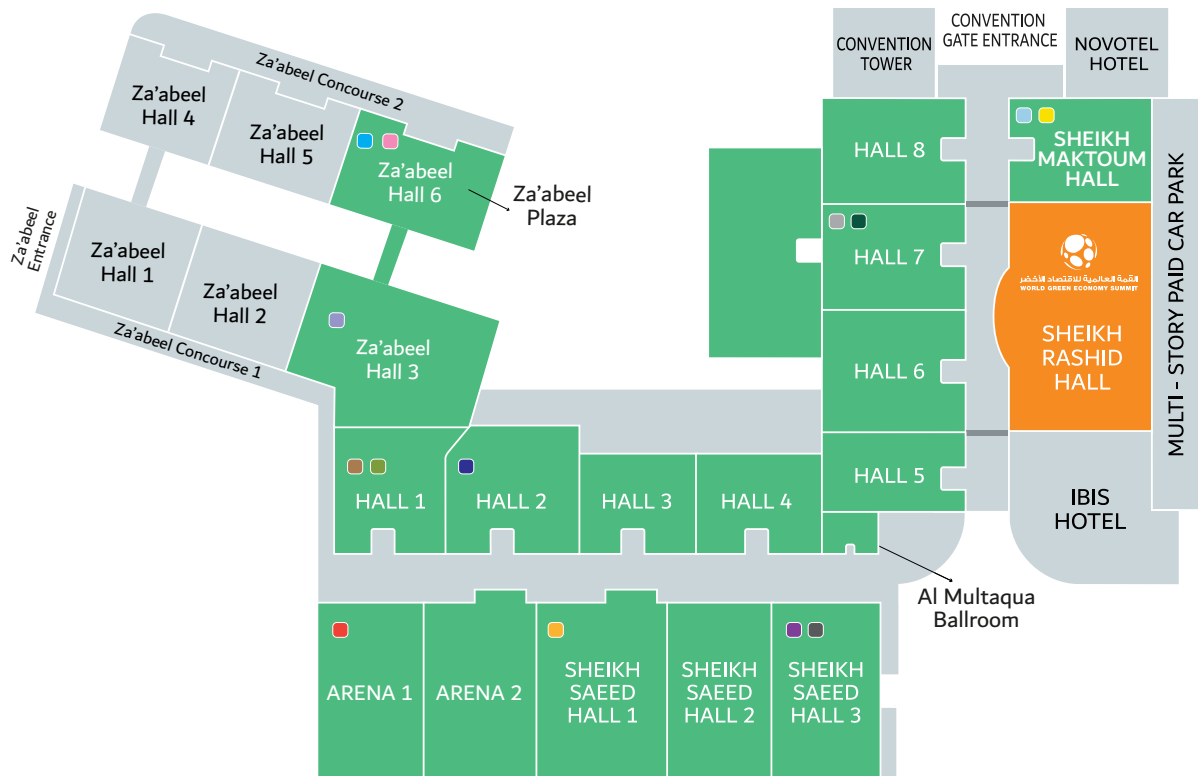 CONVENTION
GATE ENTRANCE
CONVENTION
TOWER
NOVOTEL
HOTEL
Za'abeel Concourse 2
Za'abeel
Hall 4
Za'abeel
Hall 5
Za'abeel
Hall 6
Za'abeel
Plaza
HALL 8
SHEIKH
MAKTOUM
HALL
MULTI - STORY PAID CAR PARK
Za'abeel
Entrance
Za'abeel
Hall 1
Za'abeel
Hall 2
Za'abeel
Hall 3
Za'abeel Concourse 1
HALL 7
القمة العالمية للاقتصاد الأخضر
WORLD GREEN ECONOMY SUMMIT
SHEIKH
RASHID
HALL
HALL 6
HALL 5
HALL 1
HALL 2
HALL 3
HALL 4
IBIS
HOTEL
Al Multaqua
Ballroom
ARENA 1
ARENA 2
SHEIKH
SAEED
HALL 1
SHEIKH
SAEED
HALL 2
SHEIKH
SAEED
HALL 3